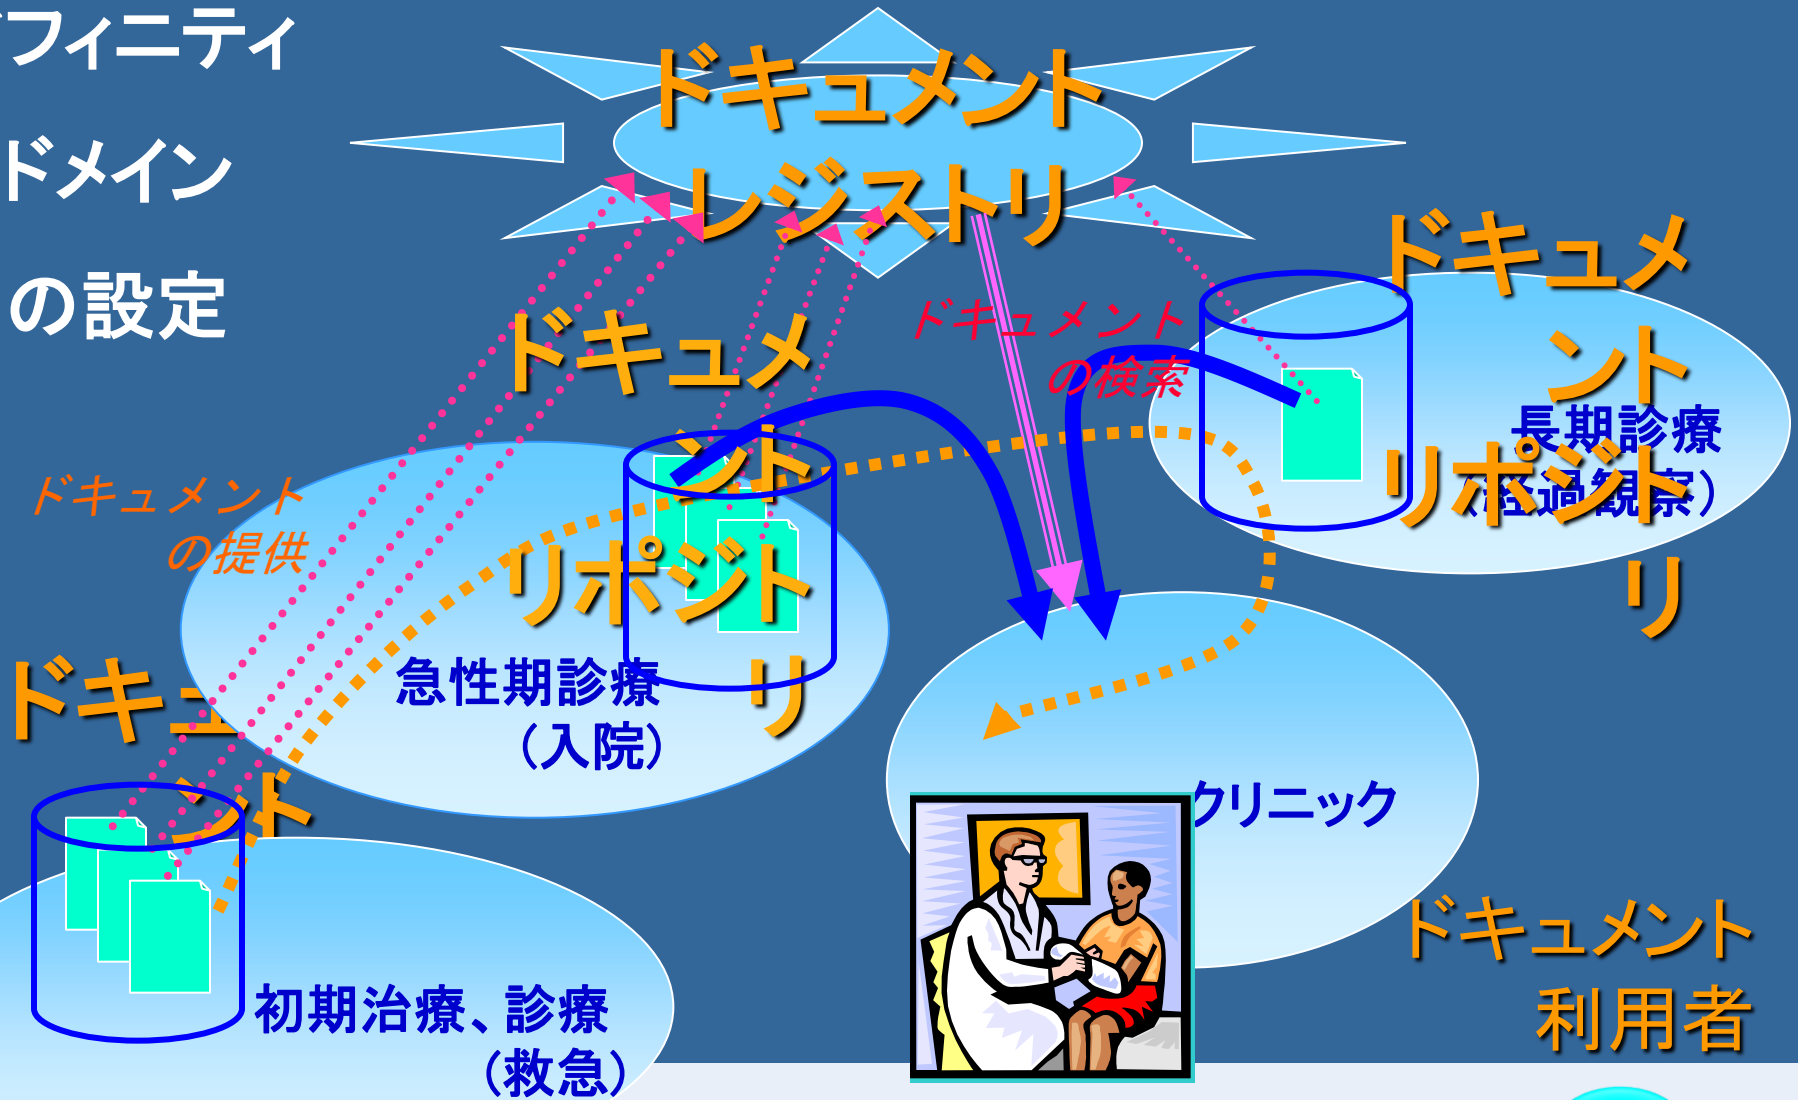 フィニティ
ドメイン
の設定
ドキュメント
レジストリ
ドキュメ
ント
リポジト
リ
長期診療
（経過観察）
ドキュメント
の検索
ドキュメ
ント
リポジト
リ
急性期診療
（入院）
ドキュメント
の提供
ドキュ
ント
初期治療、診療
（救急）
クリニック
ドキュメント
利用者